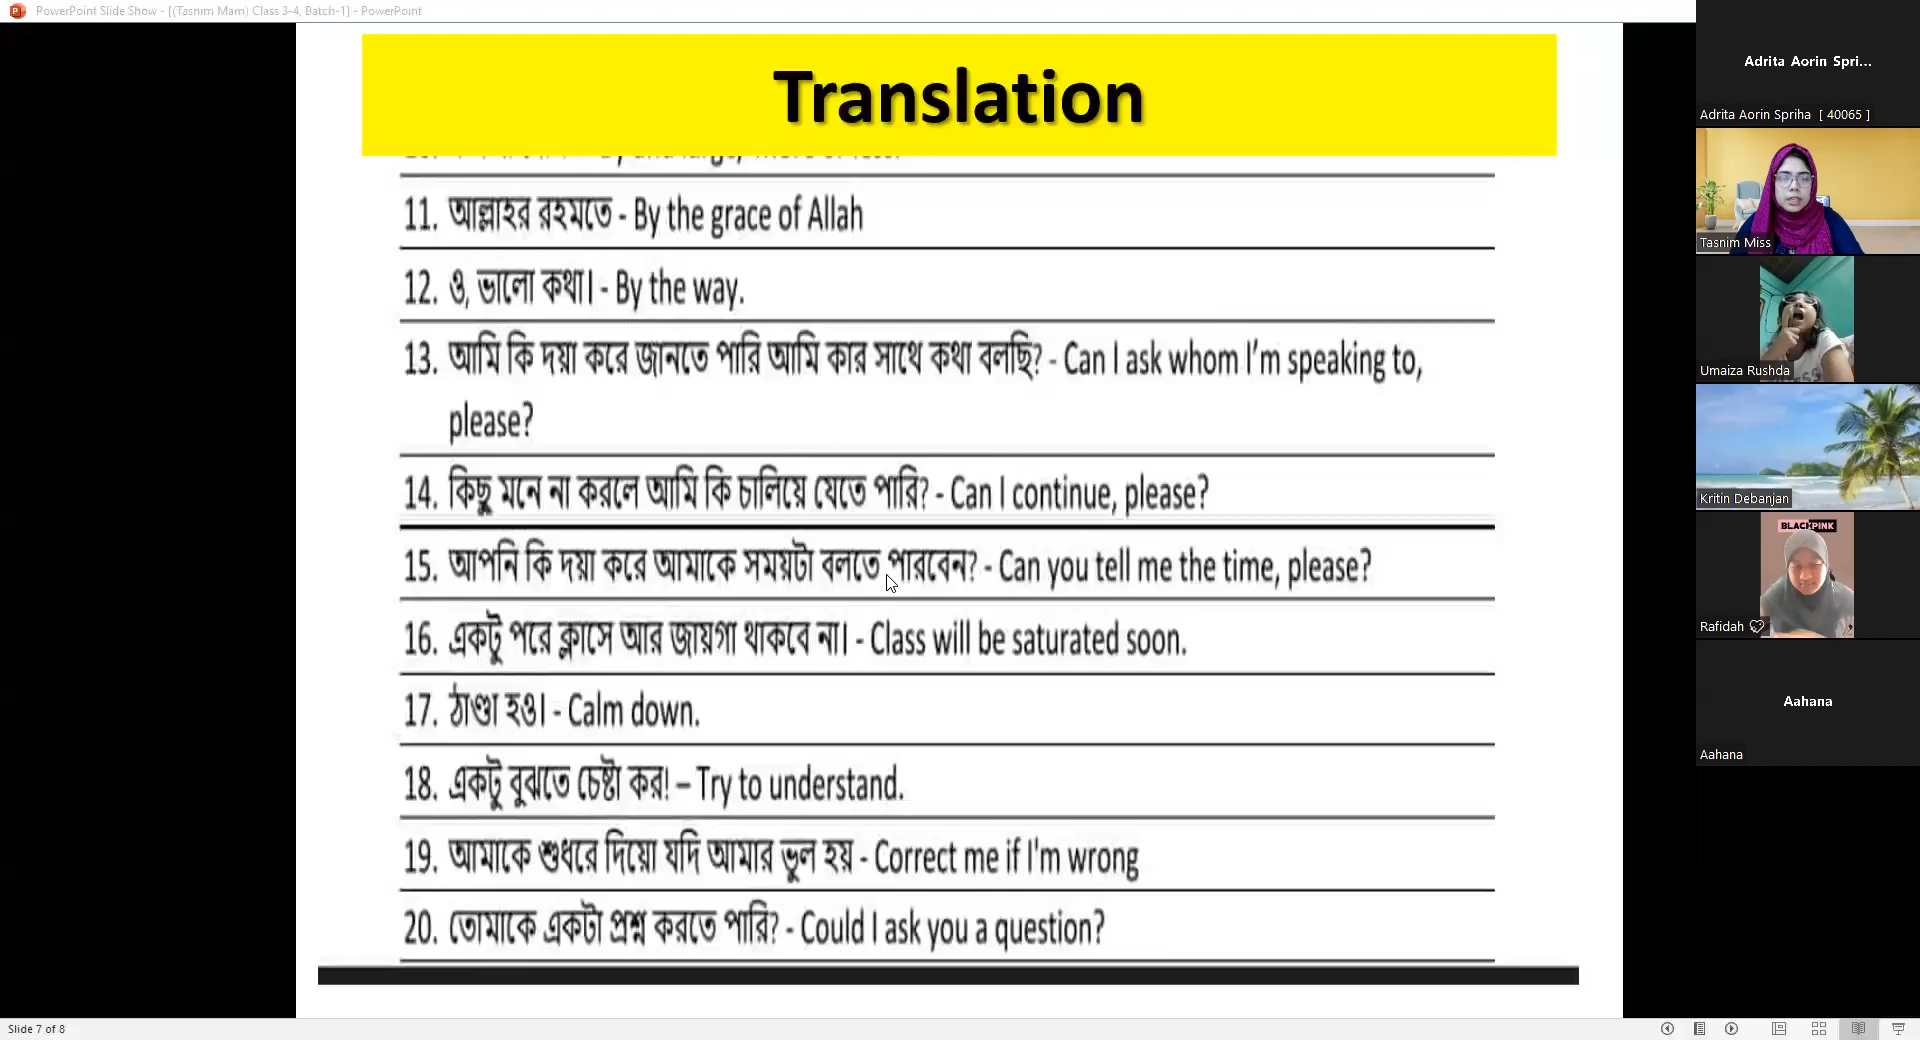 PowerPoint Slide Show - [(Tasnim Mam) Class 3-4, Batch-1] - PowerPoint
Translation
11. আল্লাহর রহমতে - By the grace of Allah
12. ও, ভালো কথা। - By the way.
13. আমি কি দয়া করে জানতে পারি আমি কার সাথে কথা বলছি? - Can I ask whom I'm speaking to,
please?
14. কিছু মনে না করলে আমি কি চালিয়ে যেতে পারি? - Can I continue, please?
15. আপনি কি দয়া করে আমাকে সময়টা বলতে পারবেন? - Can you tell me the time, please?
16. একটু পরে ক্লাসে আর জায়গা থাকবে না। - Class will be saturated soon.
17. ঠাণ্ডা হও। - Calm down.
18. একটু বুঝতে চেষ্টা কর! – Try to understand.
19. আমাকে শুধরে দিয়ো যদি আমার ভুল হয় - Correct me if I'm wrong
20. তোমাকে একটা প্রশ্ন করতে পারি? - Could I ask you a question?
Slide 7 of 8
Adrita Aorin Spri...
Adrita Aorin Spriha [ 40065 ]
Tasnim Miss
Umaiza Rushda
Kritin Debanjan
BLACKPINK
Rafidah
Aahana
Aahana